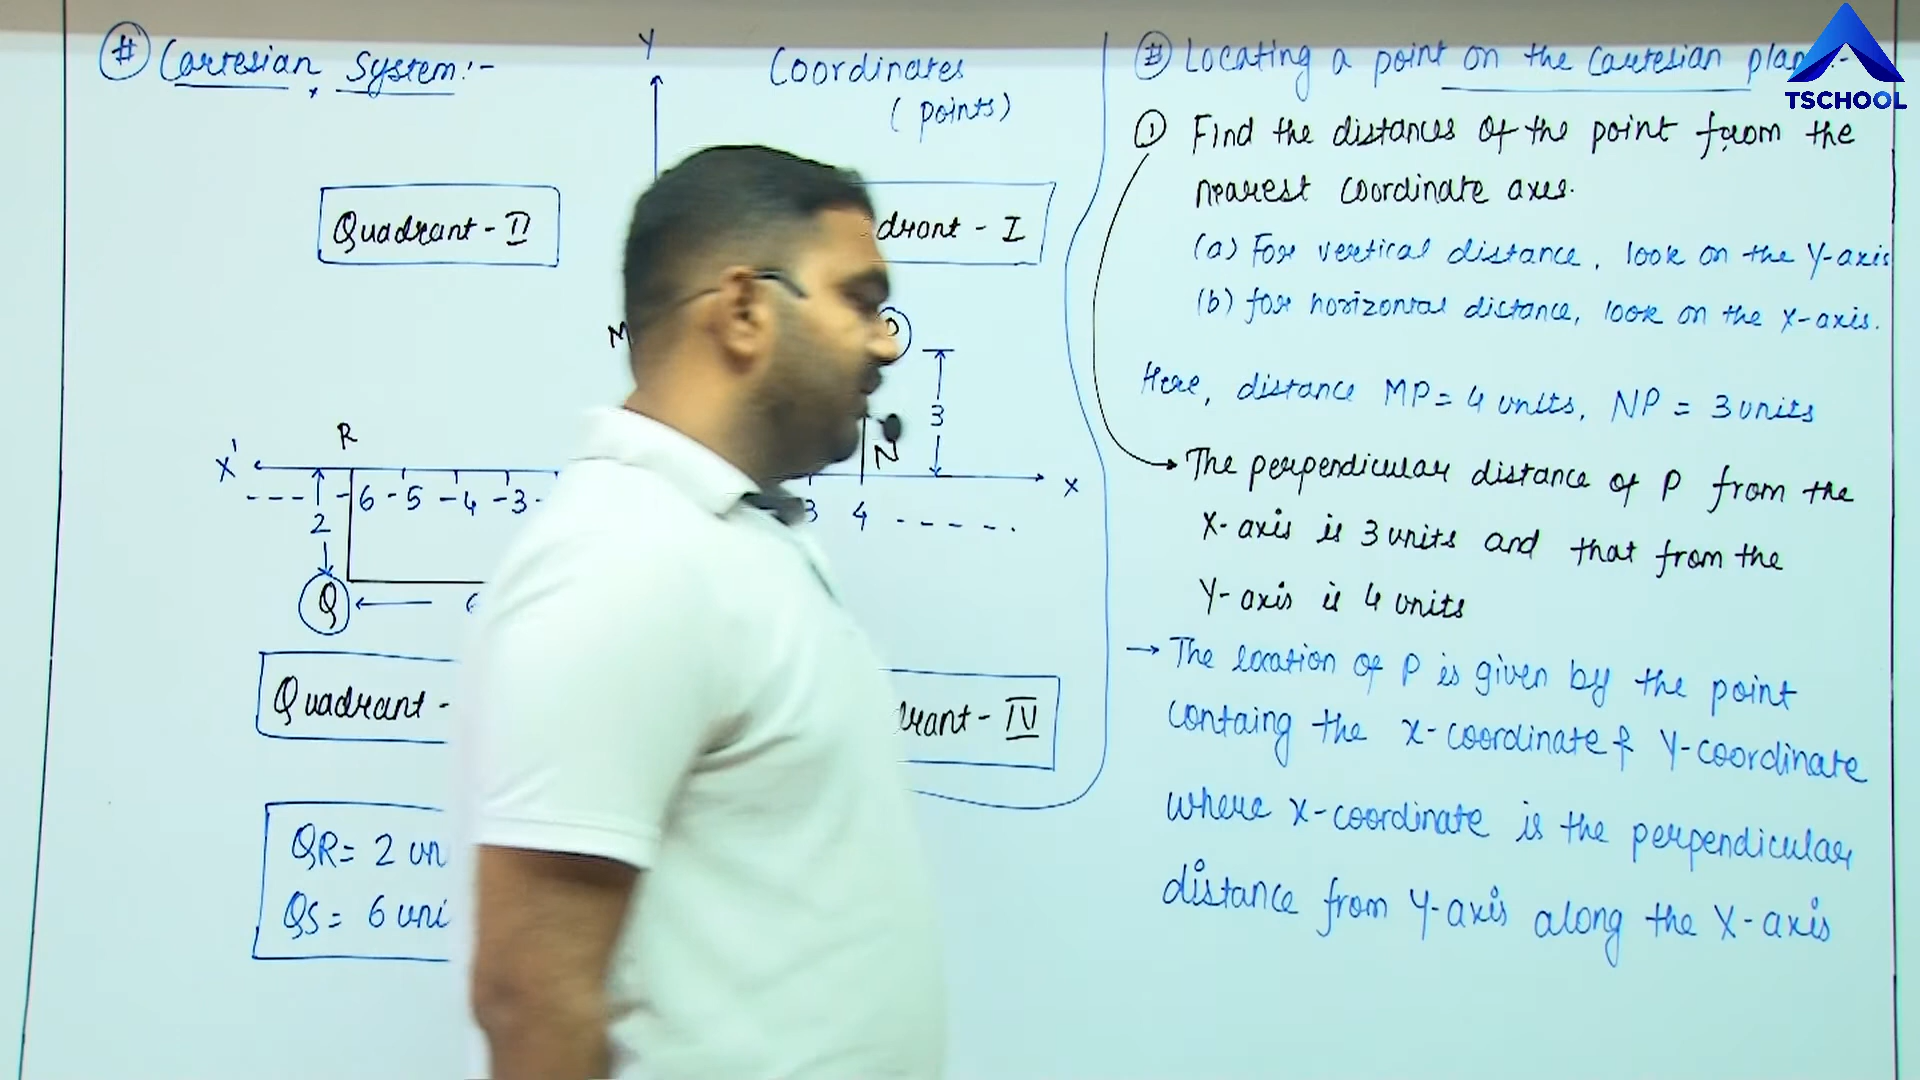 # Cartesian System:-
Y
Coordinates
(points)
Quadrant - II
drant - I
M
3
R
X'
N
X
--- -6 -5 -4 -3 -
3 4 -----
2
Q
Quadrant -
rant - IV
QR= 2 un
QS= 6 uni
# Locating a point on the Cartesian plan :-
TSCHOOL
① Find the distances of the point from the
nearest coordinate axes.
(a) For vertical distance, look on the Y-axis
(b) for horizontal distance, look on the X-axis.
Here, distance MP= 4 units, NP = 3 units
→ The perpendicular distance of P from the
X-axis is 3 units and that from the
Y-axis is 4 units
→ The location of P is given by the point
containg the x-coordinate & Y-coordinate
where x-coordinate is the perpendicular
distance from Y-axis along the X-axis